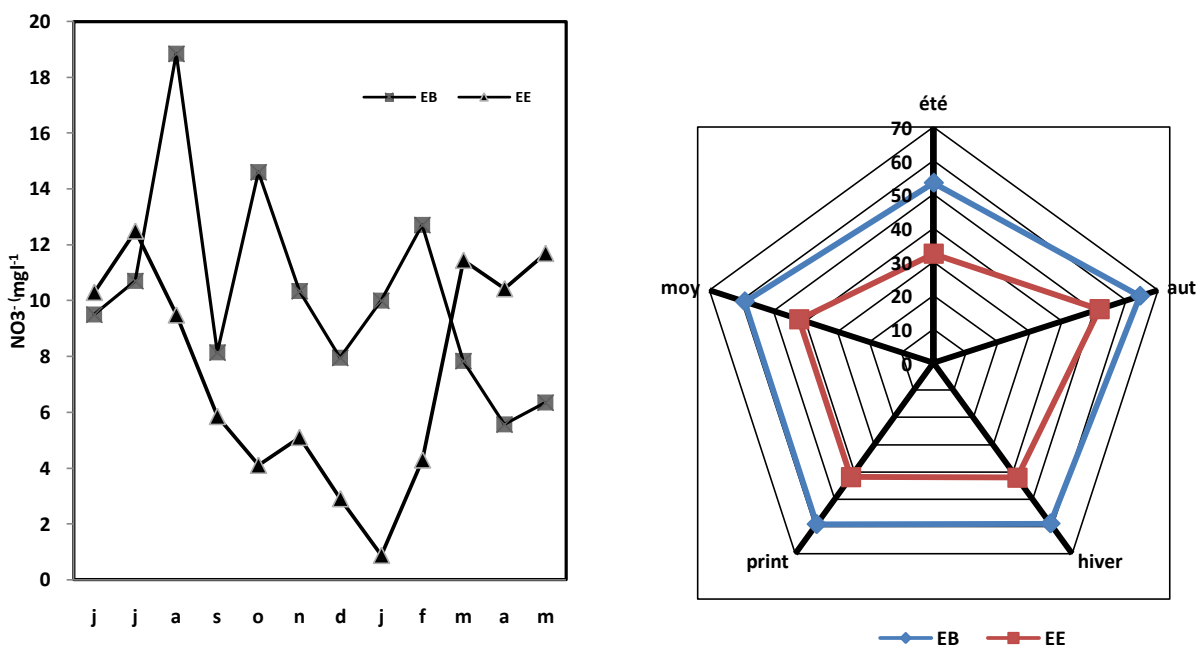 20
18
16
14
12
10
8
6
4
2
0
NO3⁻ (mgl⁻¹
EB EE
j j a s o n d j f m a m
été
70
60
50
40
30
20
10
0
moy
aut
print
hiver
EB EE